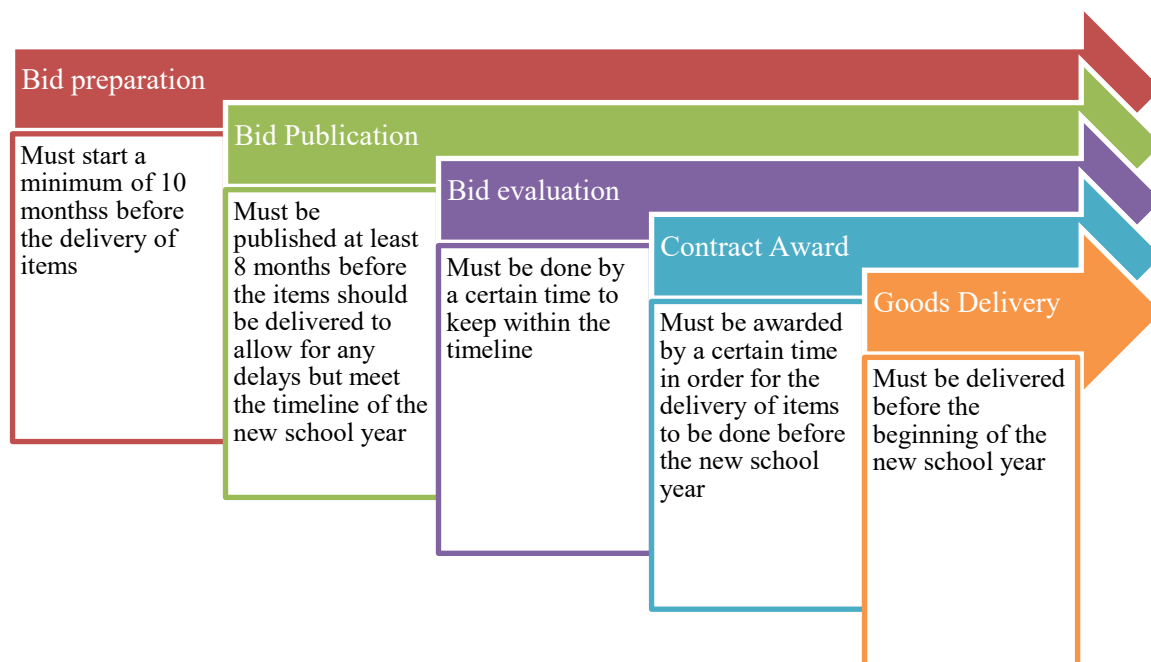 Bid preparation
Must start a
minimum of 10
monthss before
the delivery of
items
Bid Publication
Must be
published at least
8 months before
the items should
be delivered to
allow for any
delays but meet
the timeline of the
new school year
Bid evaluation
Must be done by
a certain time to
keep within the
timeline
Contract Award
Must be awarded
by a certain time
in order for the
delivery of items
to be done before
the new school
year
Goods Delivery
Must be delivered
before the
beginning of the
new school year